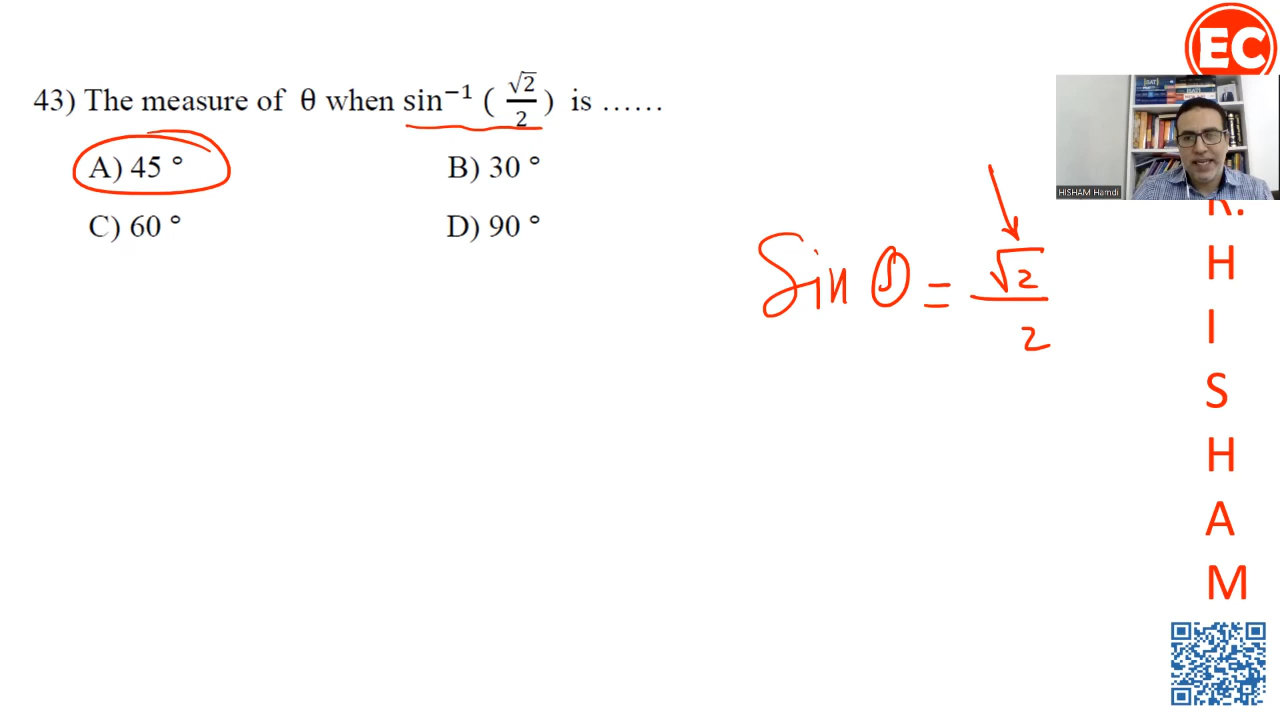 EC
43) The measure of θ when sin⁻¹ ( √2/2 ) is ......
A) 45 °
B) 30 °
C) 60 °
D) 90 °
Sin θ = √2/2
HISHAM Hamdi
R.
H
I
S
H
A
M